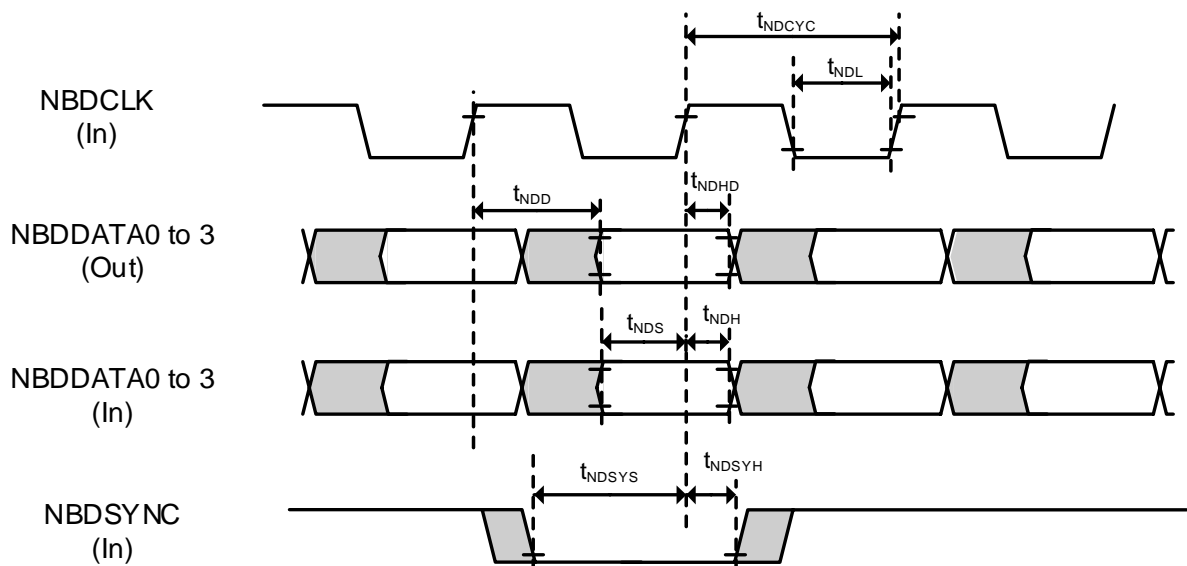 tNDCYC
tNDL
NBDCLK
(In)
tNDD
tNDHD
NBDDATA0 to 3
(Out)
tNDS
tNDH
NBDDATA0 to 3
(In)
tNDSYS
tNDSYH
NBDSYNC
(In)